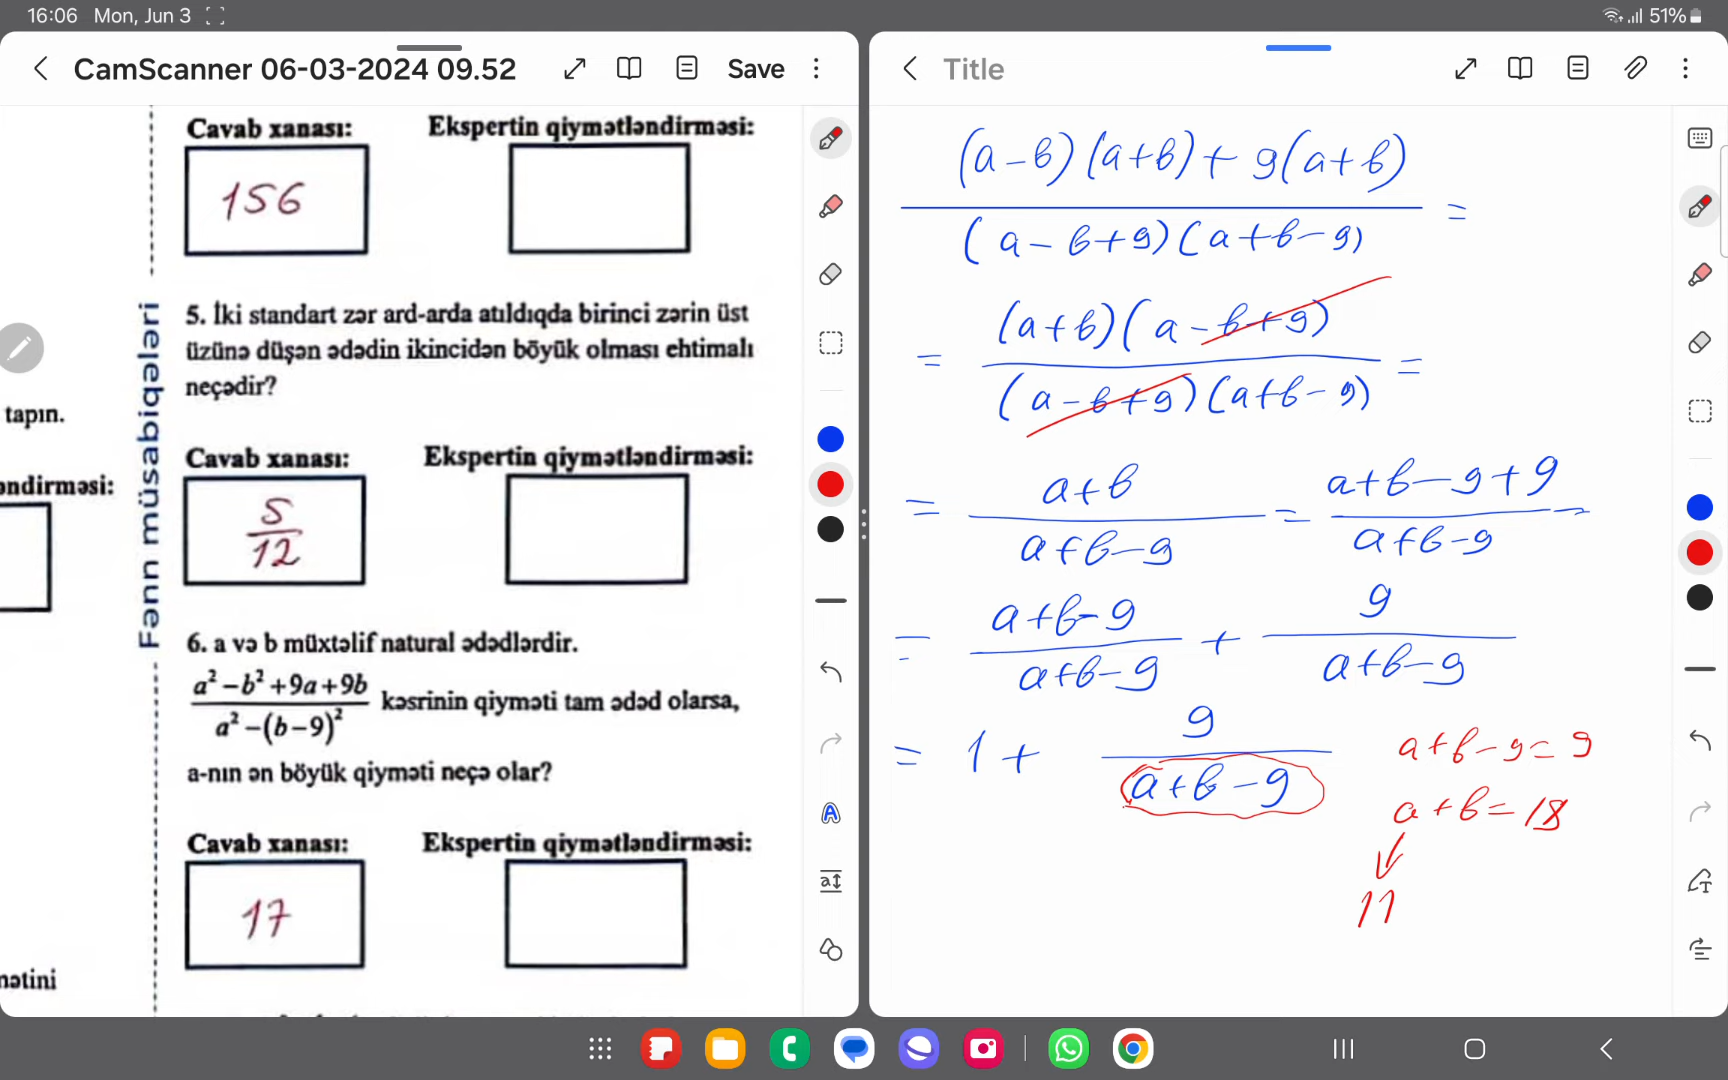 16:06 Mon, Jun 3
51%
CamScanner 06-03-2024 09.52
Save
Cavab xanası:
Ekspertin qiymətləndirməsi:
156
tapın.
əndirməsi:
nətini
Fənn müsabiqələri
5. İki standart zər ard-arda atıldıqda birinci zərin üst
üzünə düşən ədədin ikincidən böyük olması ehtimalı
neçədir?
Cavab xanası:
Ekspertin qiymətləndirməsi:
5/12
6. a və b müxtəlif natural ədədlərdir.
(a² − b² + 9a + 9b)/(a² − (b − 9)²) kəsrinin qiyməti tam ədəd olarsa,
a-nın ən böyük qiyməti neçə olar?
Cavab xanası:
Ekspertin qiymətləndirməsi:
17
Title
((a−b)(a+b)+9(a+b))/((a−b+9)(a+b−9)) =
= ((a+b)(a−b+9))/((a−b+9)(a+b−9)) =
= (a+b)/(a+b−9) = (a+b−9+9)/(a+b−9) =
= (a+b−9)/(a+b−9) + 9/(a+b−9)
= 1 + 9/(a+b−9)
a+b−9=9
a+b=18
17